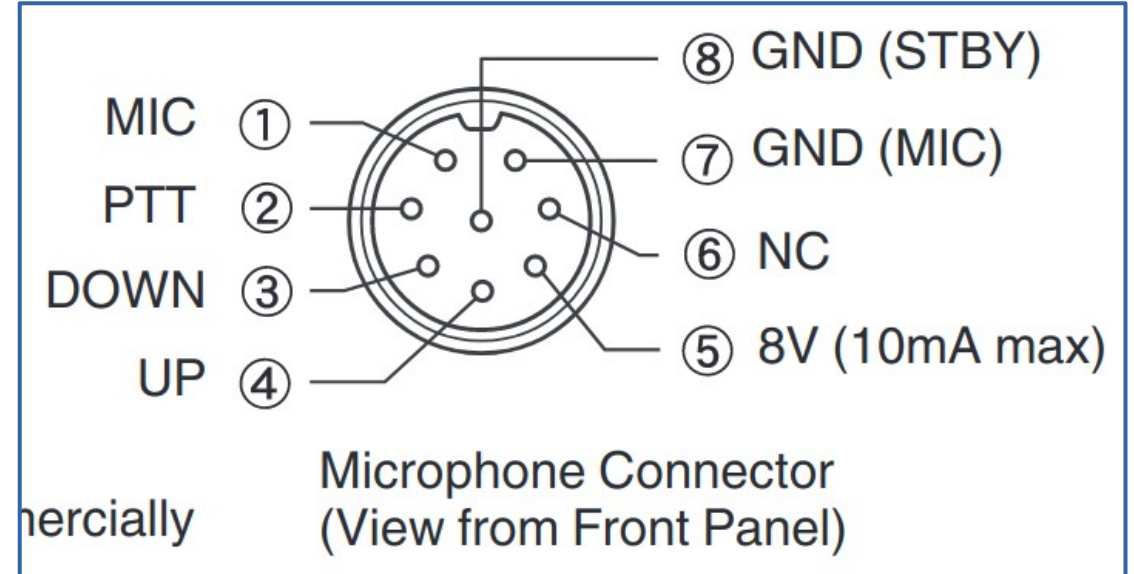 ⑧ GND (STBY)
MIC ①
⑦ GND (MIC)
PTT ②
⑥ NC
DOWN ③
⑤ 8V (10mA max)
UP ④
Microphone Connector
(View from Front Panel)